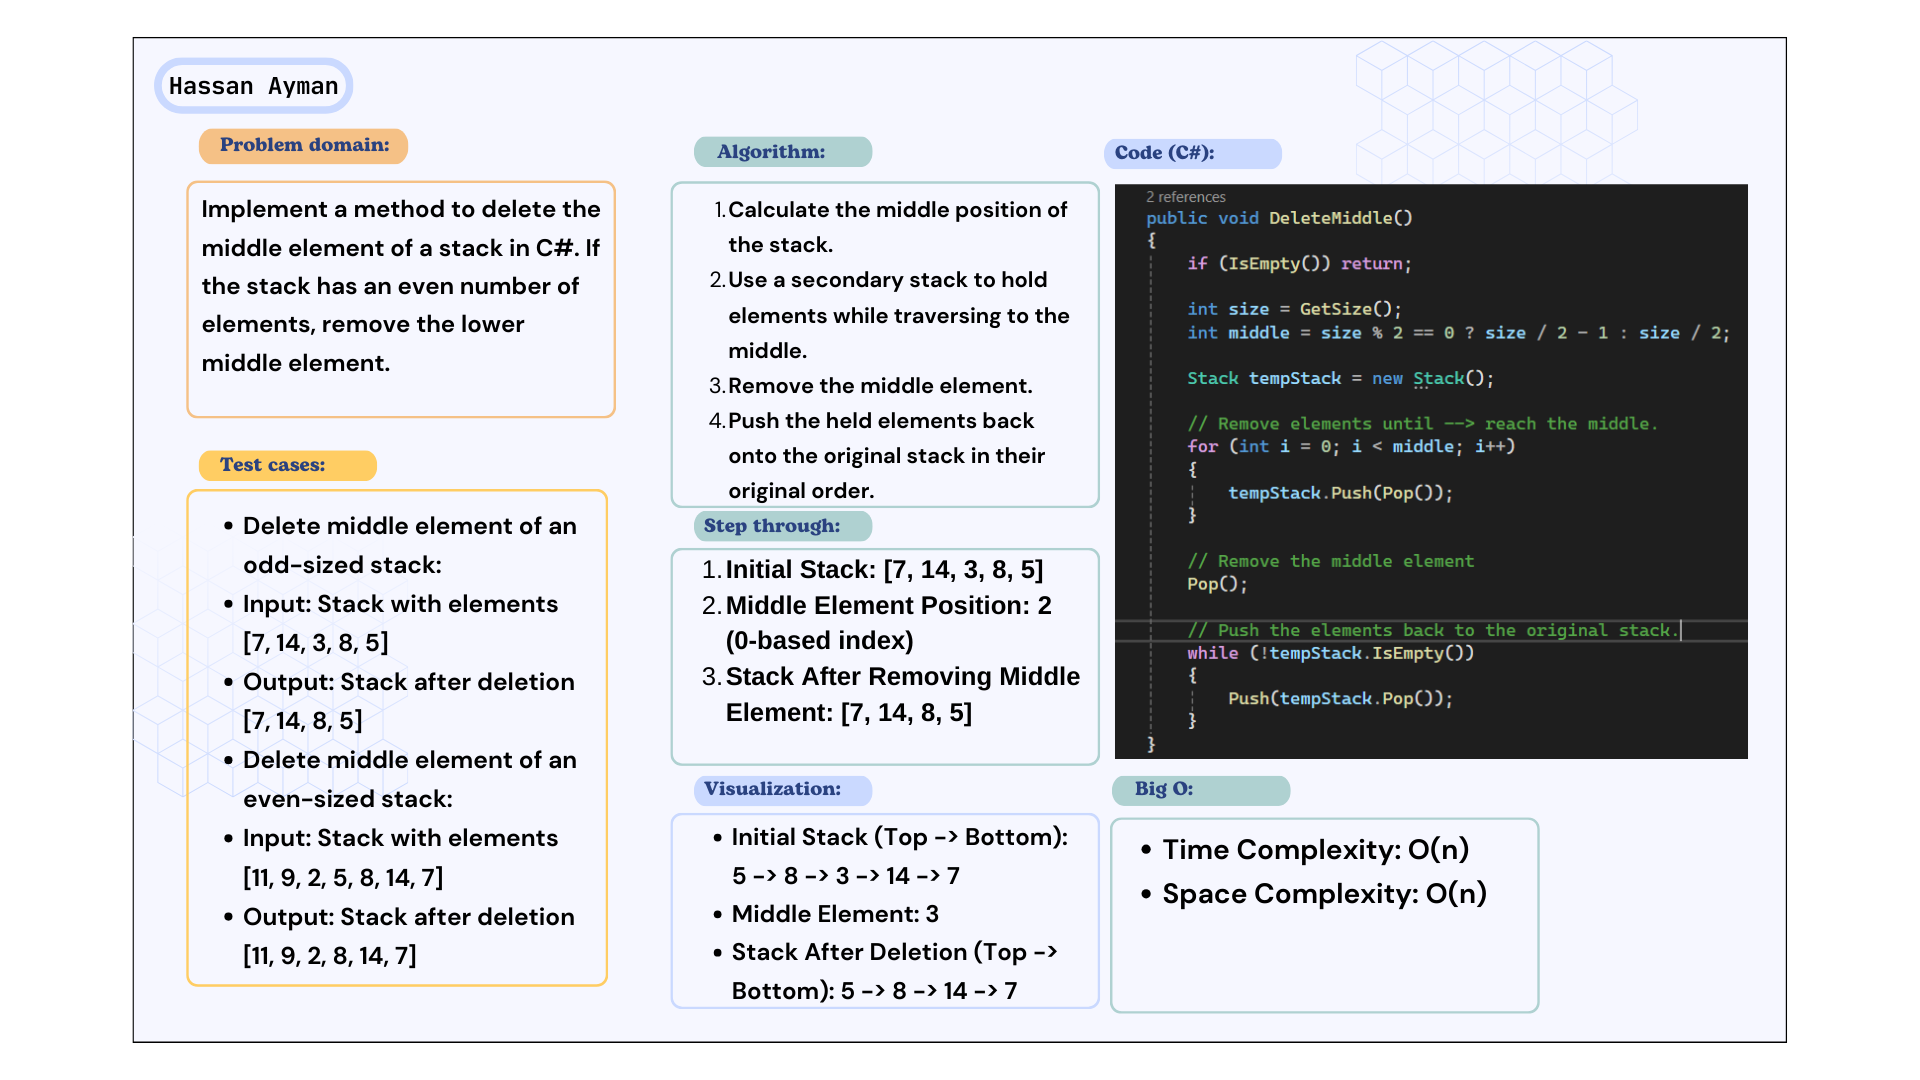 Hassan Ayman
Problem domain:
Implement a method to delete the
middle element of a stack in C#. If
the stack has an even number of
elements, remove the lower
middle element.
Test cases:
• Delete middle element of an
odd-sized stack:
• Input: Stack with elements
[7, 14, 3, 8, 5]
• Output: Stack after deletion
[7, 14, 8, 5]
• Delete middle element of an
even-sized stack:
• Input: Stack with elements
[11, 9, 2, 5, 8, 14, 7]
• Output: Stack after deletion
[11, 9, 2, 8, 14, 7]
Algorithm:
1. Calculate the middle position of
the stack.
2. Use a secondary stack to hold
elements while traversing to the
middle.
3. Remove the middle element.
4. Push the held elements back
onto the original stack in their
original order.
Step through:
1. Initial Stack: [7, 14, 3, 8, 5]
2. Middle Element Position: 2
(0-based index)
3. Stack After Removing Middle
Element: [7, 14, 8, 5]
Visualization:
• Initial Stack (Top -> Bottom):
5 -> 8 -> 3 -> 14 -> 7
• Middle Element: 3
• Stack After Deletion (Top ->
Bottom): 5 -> 8 -> 14 -> 7
Code (C#):
2 references
public void DeleteMiddle()
{
if (IsEmpty()) return;
int size = GetSize();
int middle = size % 2 == 0 ? size / 2 - 1 : size / 2;
Stack tempStack = new Stack();
// Remove elements until --> reach the middle.
for (int i = 0; i < middle; i++)
{
tempStack.Push(Pop());
}
// Remove the middle element
Pop();
// Push the elements back to the original stack.
while (!tempStack.IsEmpty())
{
Push(tempStack.Pop());
}
}
Big O:
• Time Complexity: O(n)
• Space Complexity: O(n)